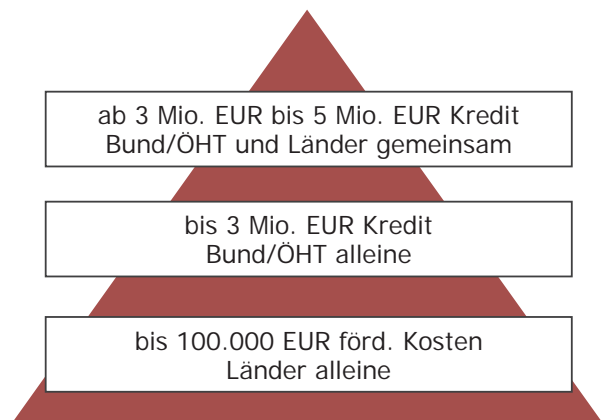 ab 3 Mio. EUR bis 5 Mio. EUR Kredit
Bund/ÖHT und Länder gemeinsam
bis 3 Mio. EUR Kredit
Bund/ÖHT alleine
bis 100.000 EUR förd. Kosten
Länder alleine